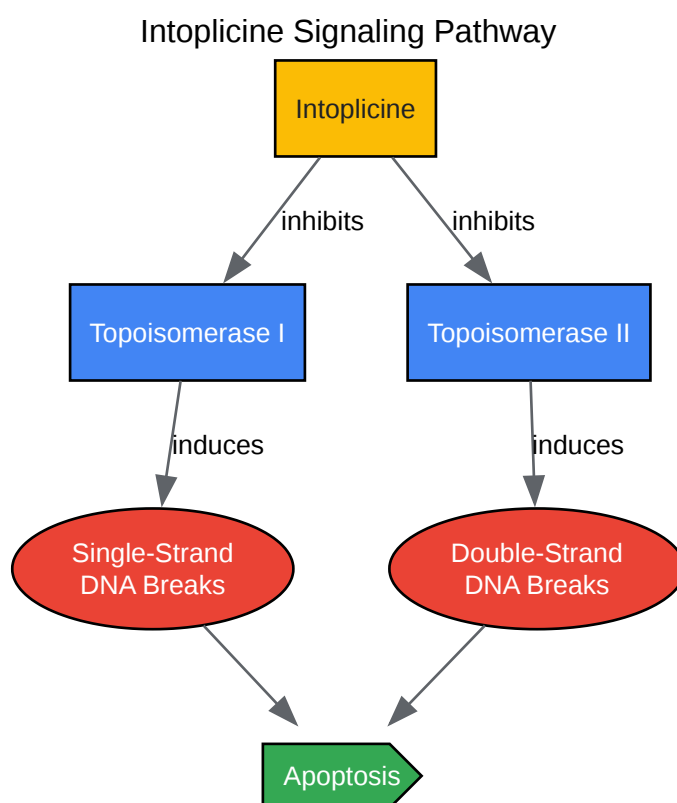 Intoplicine Signaling Pathway
Intoplicine
inhibits
inhibits
Topoisomerase I
Topoisomerase II
induces
induces
Single-Strand
DNA Breaks
Double-Strand
DNA Breaks
Apoptosis